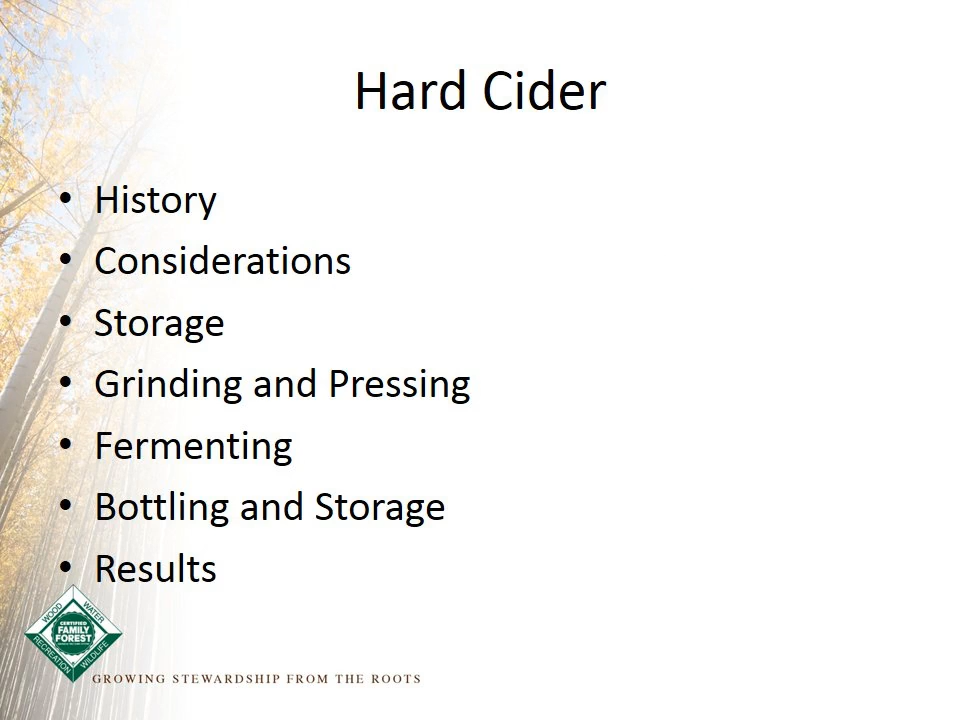 Hard Cider
• History
• Considerations
• Storage
• Grinding and Pressing
• Fermenting
• Bottling and Storage
• Results
WOOD
WATER
CERTIFIED
FAMILY
FOREST
RECREATION
WILDLIFE
GROWING STEWARDSHIP FROM THE ROOTS